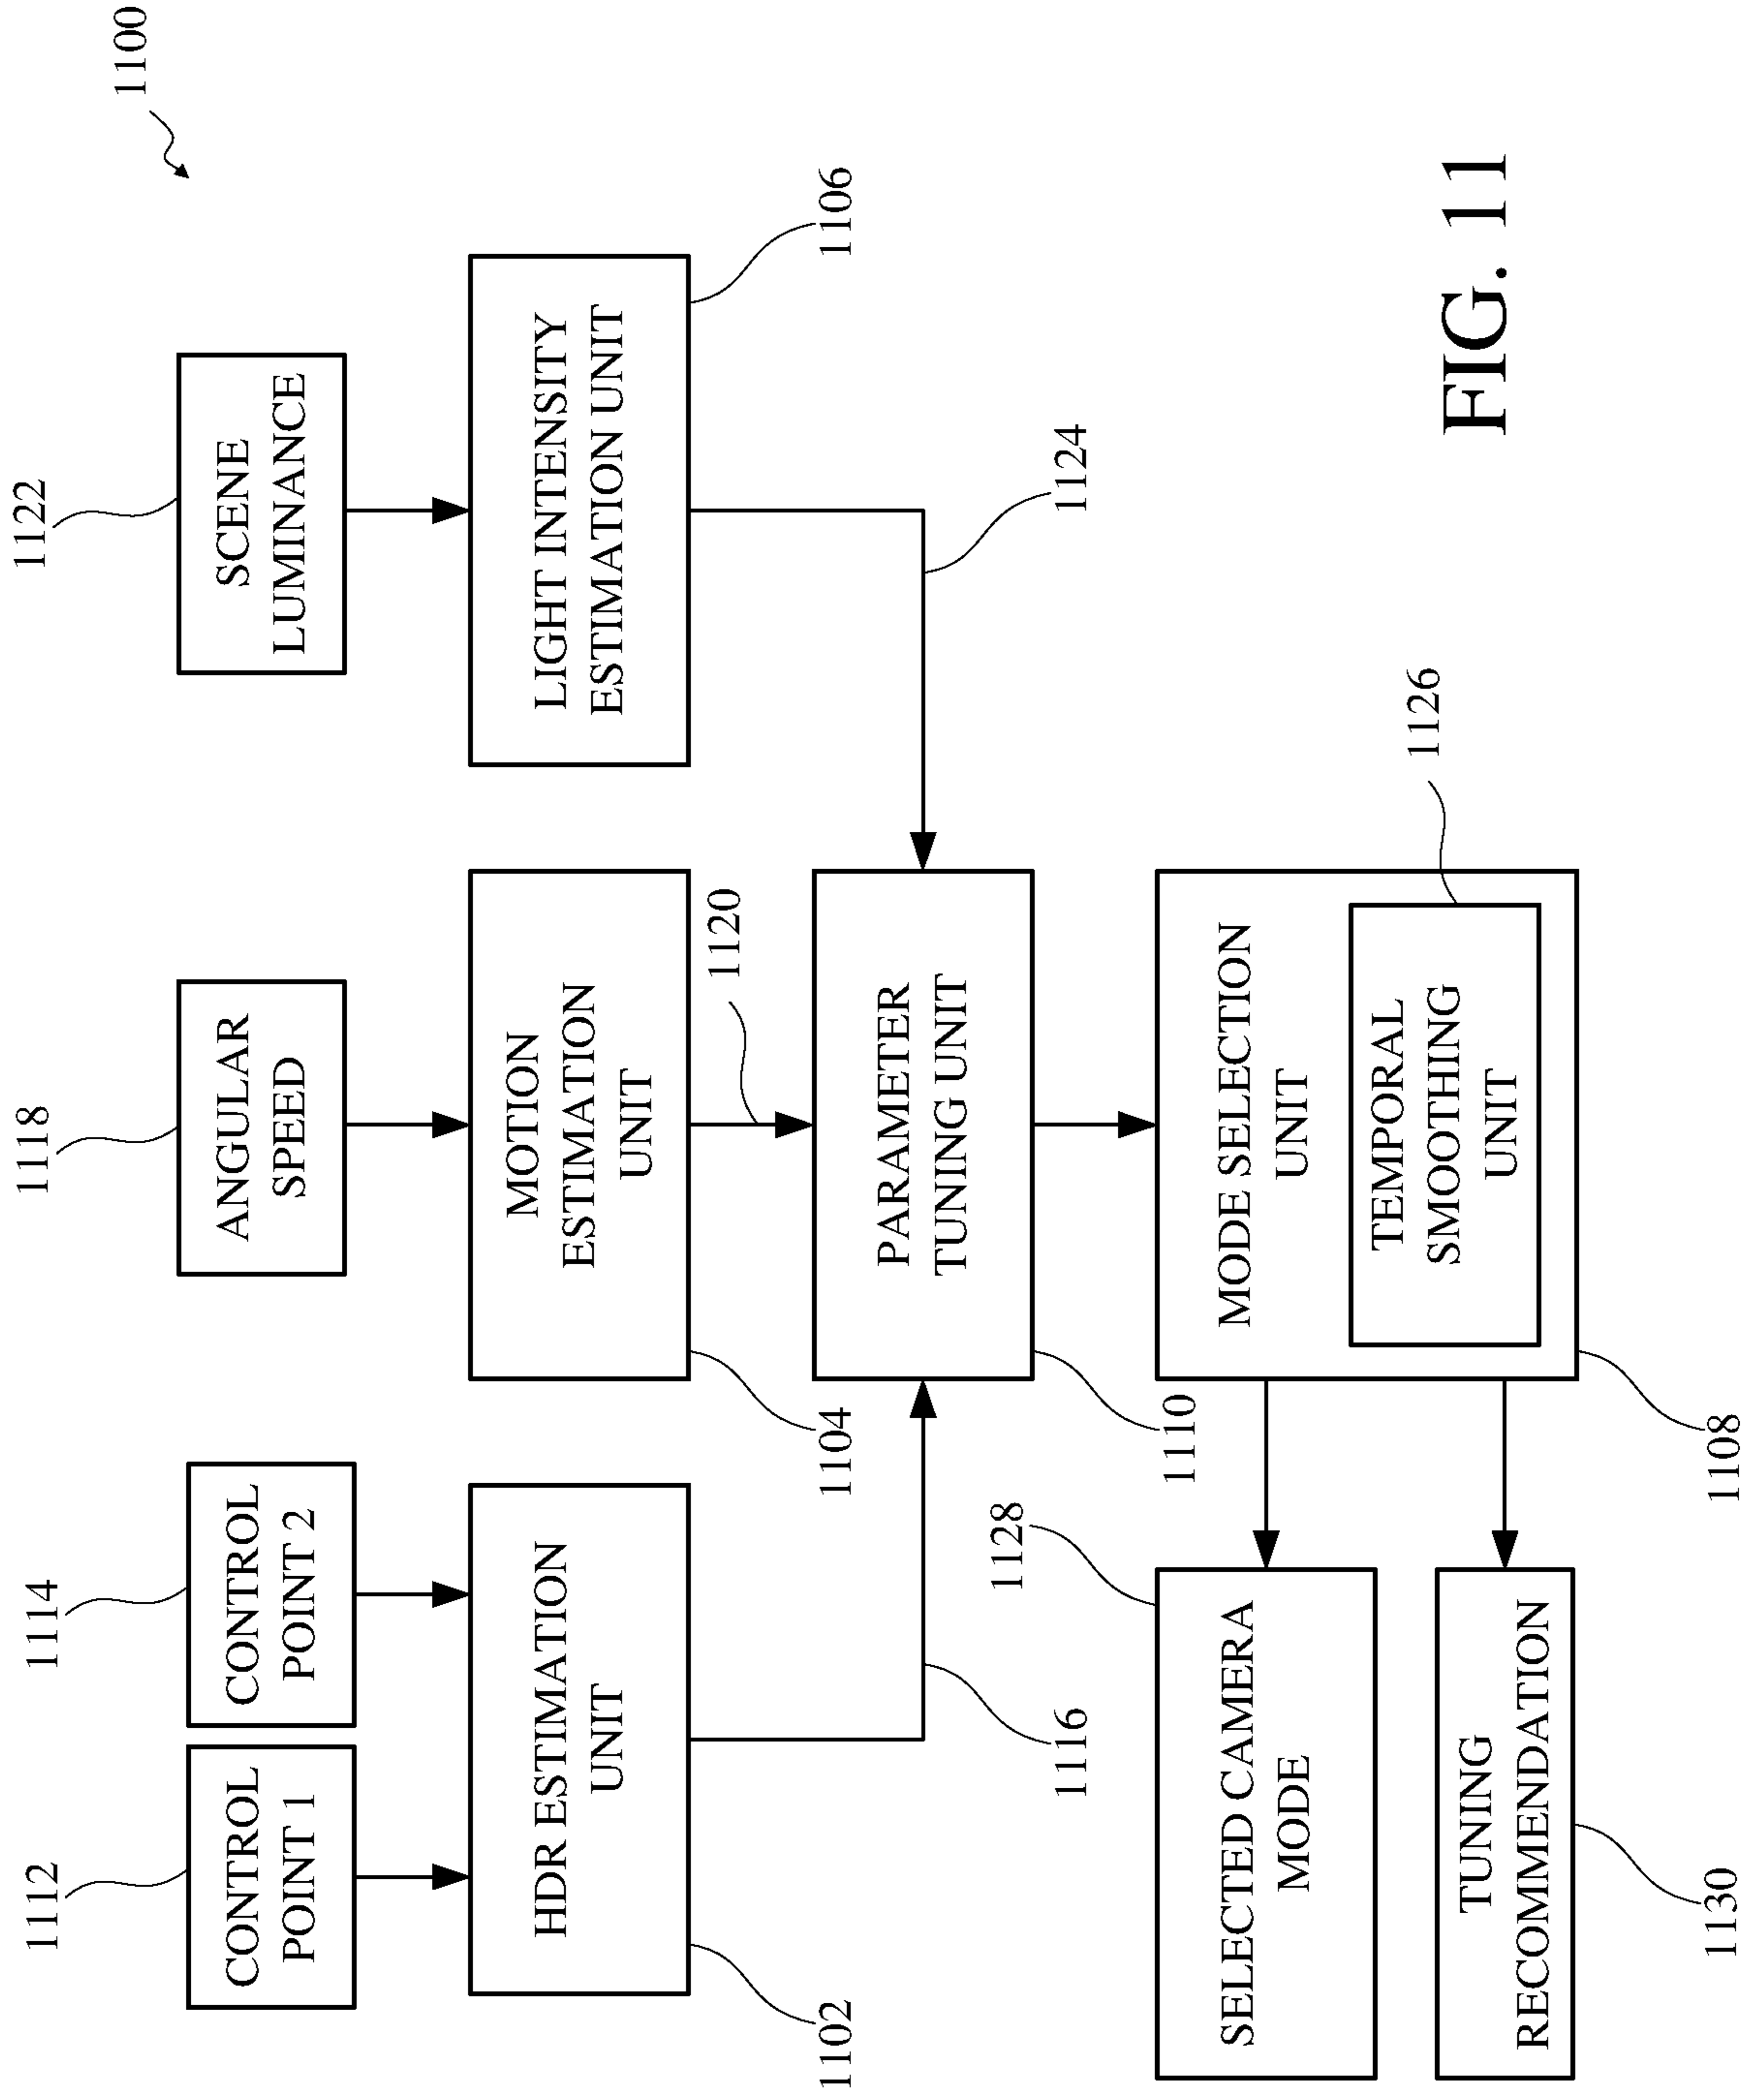 1100
1112
1114
1118
1122
CONTROL
POINT 1
CONTROL
POINT 2
ANGULAR
SPEED
SCENE
LUMINANCE
HDR ESTIMATION
UNIT
MOTION
ESTIMATION
UNIT
LIGHT INTENSITY
ESTIMATION UNIT
1102
1104
1120
1106
PARAMETER
TUNING UNIT
1116
1124
1110
1128
MODE SELECTION
UNIT
TEMPORAL
SMOOTHING
UNIT
1126
SELECTED CAMERA
MODE
TUNING
RECOMMENDATION
1130
1108
FIG. 11